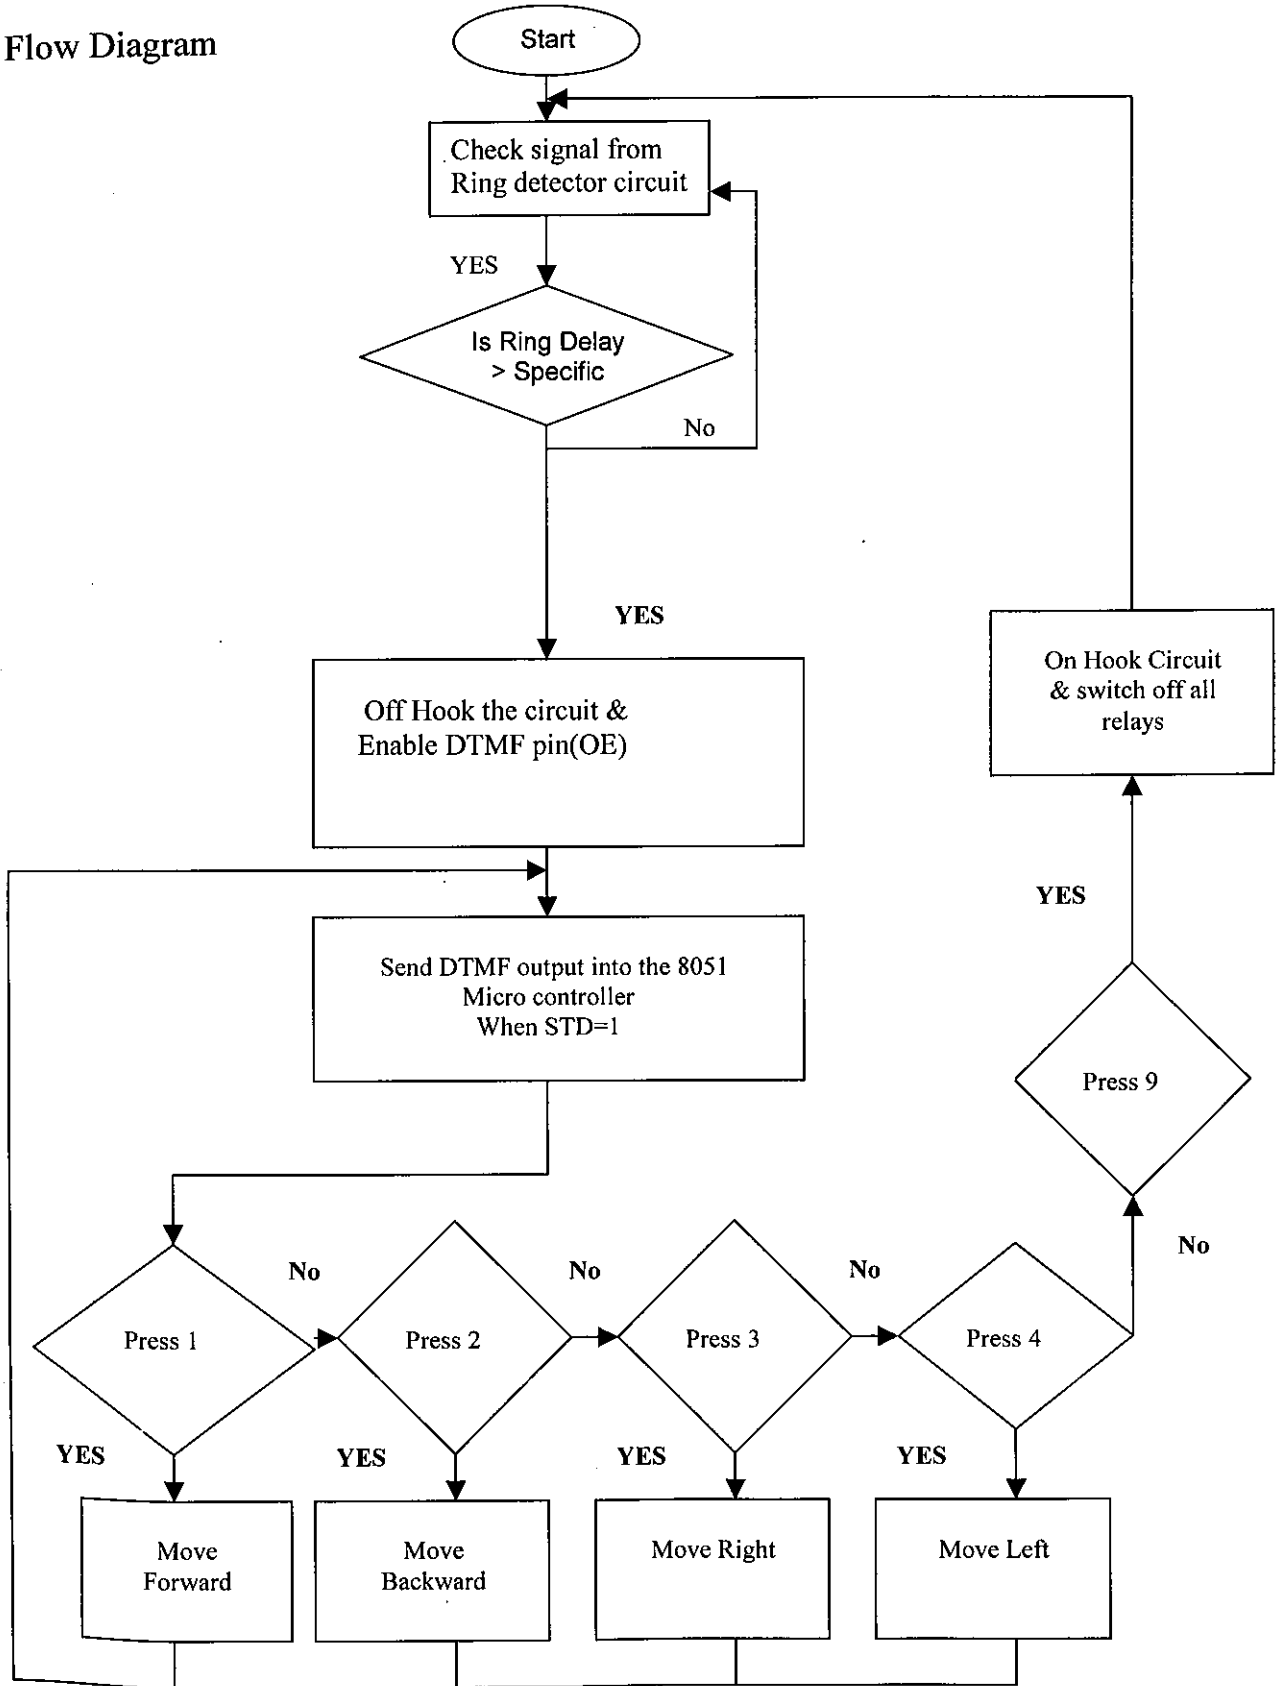 Flow Diagram
Start
Check signal from
Ring detector circuit
YES
Is Ring Delay
> Specific
No
YES
Off Hook the circuit &
Enable DTMF pin(OE)
On Hook Circuit
& switch off all
relays
YES
Send DTMF output into the 8051
Micro controller
When STD=1
Press 9
No
No
No
No
Press 1
Press 2
Press 3
Press 4
YES
YES
YES
YES
Move
Forward
Move
Backward
Move Right
Move Left